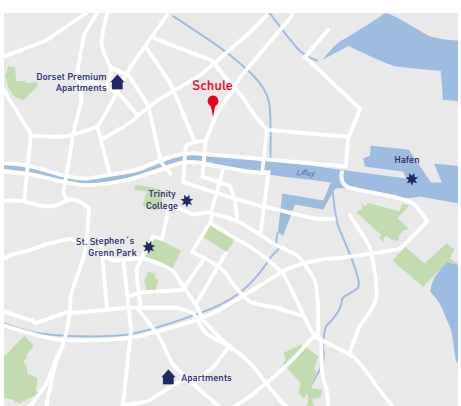 Dorset Premium
Apartments
Schule
Hafen
Liffey
Trinity
College
St. Stephen´s
Grenn Park
Apartments